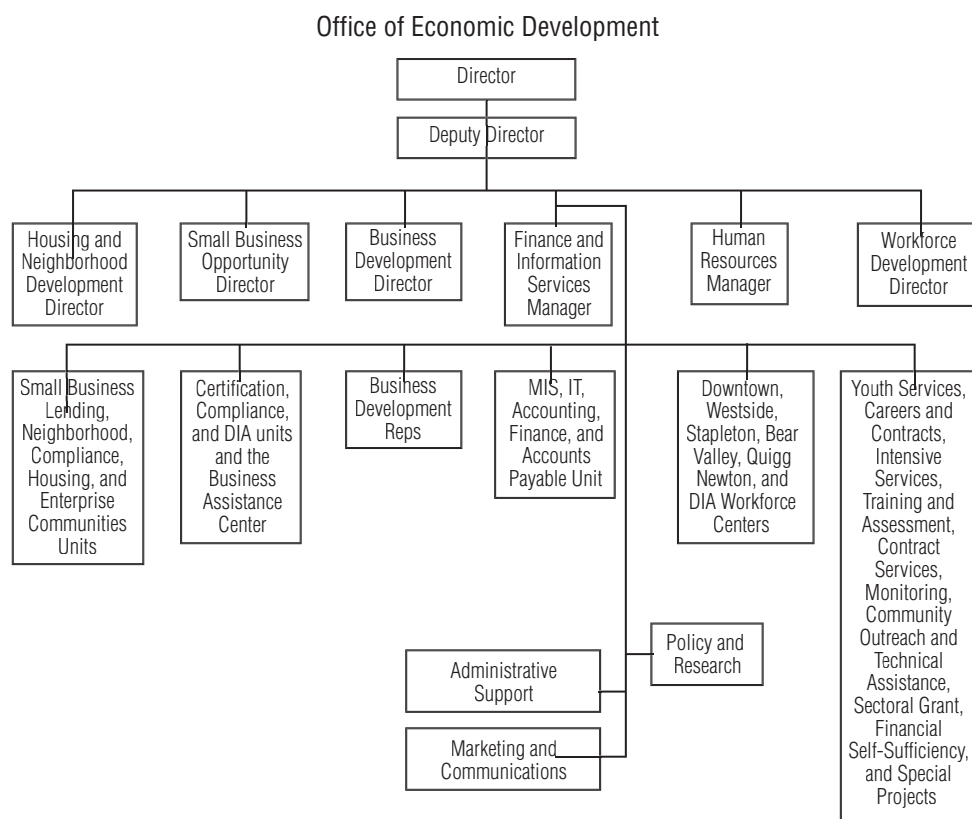 Office of Economic Development
Director
Deputy Director
Housing and
Neighborhood
Development
Director
Small Business
Opportunity
Director
Business
Development
Director
Finance and
Information
Services
Manager
Human
Resources
Manager
Workforce
Development
Director
Small Business
Lending,
Neighborhood,
Compliance,
Housing, and
Enterprise
Communities
Units
Certification,
Compliance,
and DIA units
and the
Business
Assistance
Center
Business
Development
Reps
MIS, IT,
Accounting,
Finance, and
Accounts
Payable Unit
Downtown,
Westside,
Stapleton, Bear
Valley, Quigg
Newton, and
DIA Workforce
Centers
Youth Services,
Careers and
Contracts,
Intensive
Services,
Training and
Assessment,
Contract
Services,
Monitoring,
Community
Outreach and
Technical
Assistance,
Sectoral Grant,
Financial
Self-Sufficiency,
and Special
Projects
Policy and
Research
Administrative
Support
Marketing and
Communications